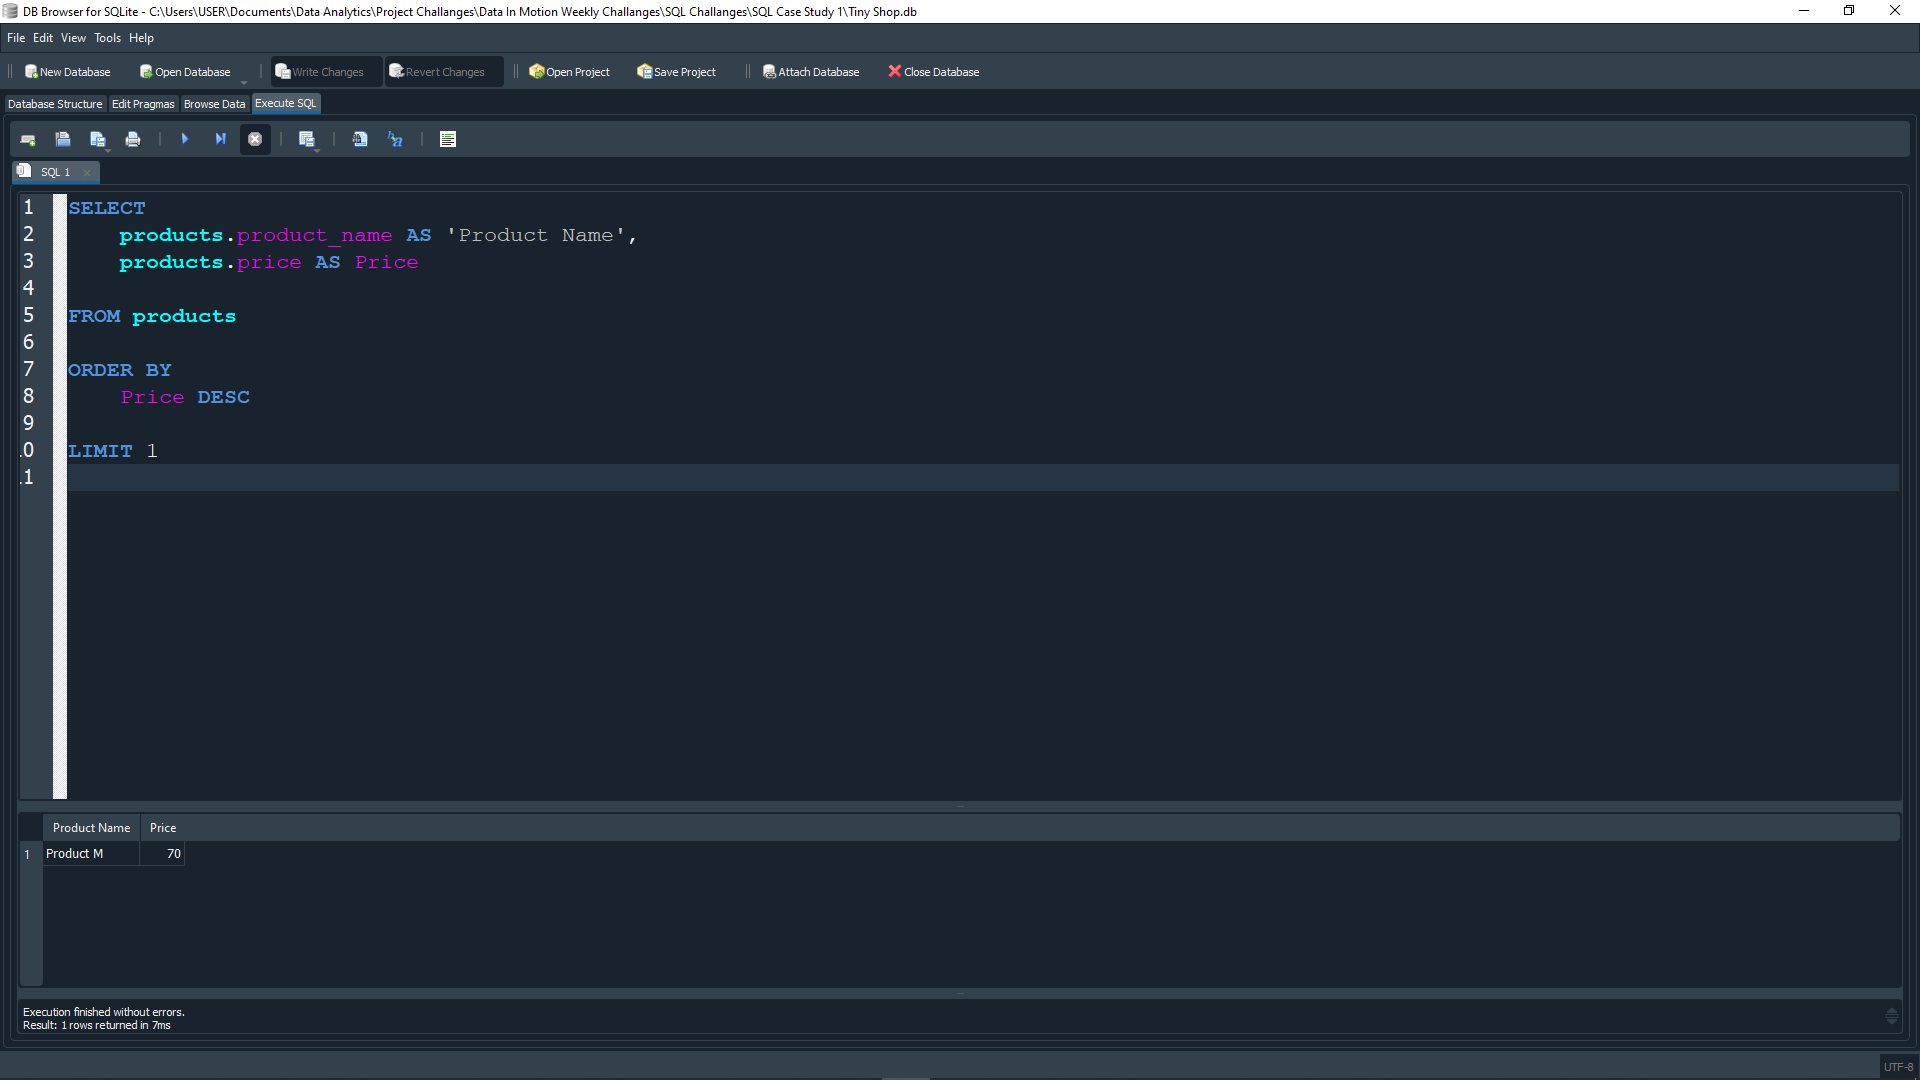 DB Browser for SQLite - C:\Users\USER\Documents\Data Analytics\Project Challanges\Data In Motion Weekly Challanges\SQL Challanges\SQL Case Study 1\Tiny Shop.db
File Edit View Tools Help
New Database Open Database Write Changes Revert Changes Open Project Save Project Attach Database Close Database
Database Structure Edit Pragmas Browse Data Execute SQL
SQL 1
1 SELECT
2 products.product_name AS 'Product Name',
3 products.price AS Price
4
5 FROM products
6
7 ORDER BY
8 Price DESC
9
.0 LIMIT 1
.1
Product Name Price
1 Product M 70
Execution finished without errors.
Result: 1 rows returned in 7ms
UTF-8